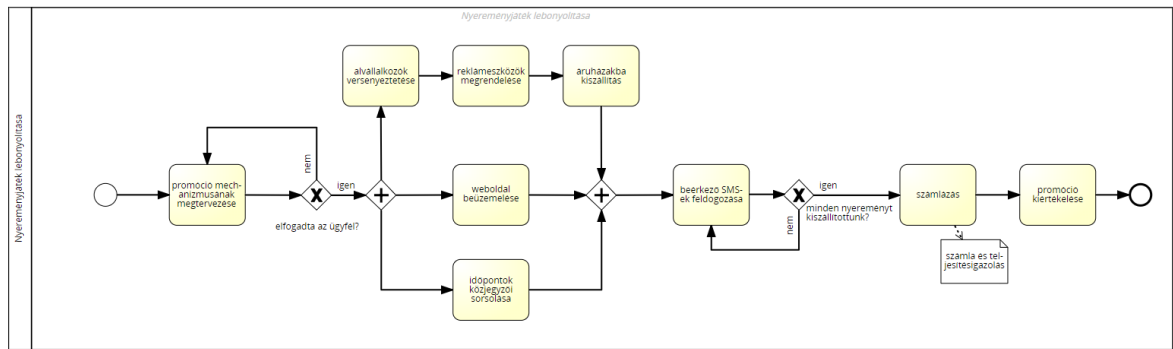 Nyereményjáték lebonyolítása
Nyereményjáték lebonyolítása
alvállalkozók
versenyeztetése
reklámeszközök
megrendelése
áruházakba
kiszállítás
promóció mech-
anizmusának
megtervezése
nem
igen
elfogadta az ügyfél?
weboldal
beüzemelése
időpontok
közjegyzői
sorsolása
beérkező SMS-
ek feldogozása
igen
minden nyereményt
kiszállítottunk?
nem
számlázás
számla és tel-
jesítésigazolás
promóció
kiértékelése